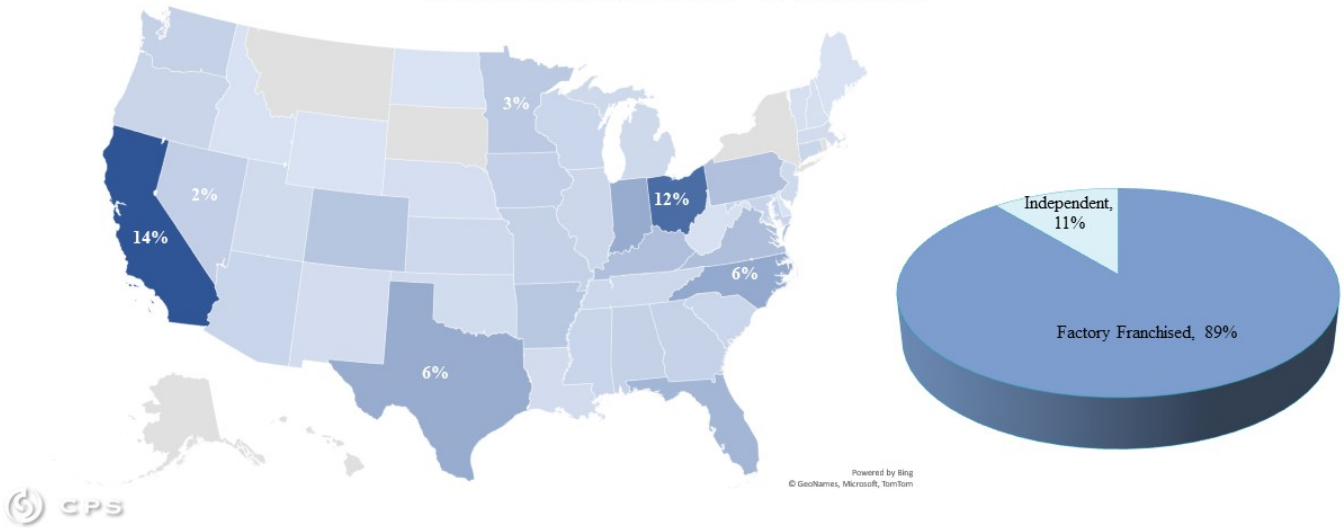 3%
2%
12%
14%
6%
6%
Independent,
11%
Factory Franchised, 89%
Powered by Bing
© GeoNames, Microsoft, TomTom
CPS